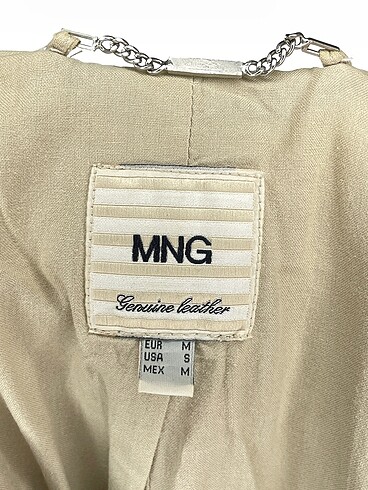 MNG
Genuine leather
EUR M
USA S
MEX M